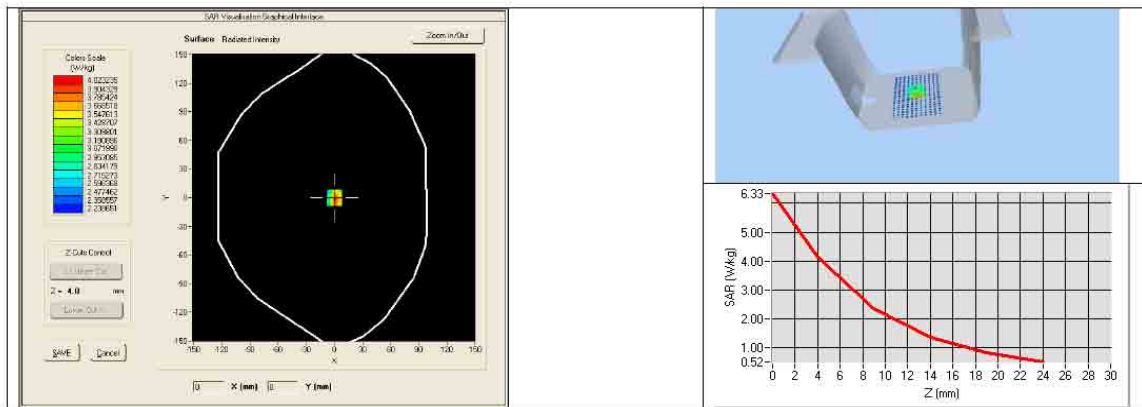 SAR Visualisation Graphical Interface
Surface Radiated Intensity
Zoom In/Out
Colors Scale
(W/kg)
4.023235
3.904329
3.785424
3.666518
3.547613
3.428707
3.309801
3.190896
3.071990
2.953085
2.834179
2.715273
2.596368
2.477462
2.358557
2.239651
150
120
90
60
30
0
-30
-60
-90
-120
-150
Y
-150 -120 -90 -60 -30 0 30 60 90 120 150
X
Z-Cuts Control
Z = 4.0 mm
SAVE Cancel
0 X (mm) 0 Y (mm)
6.33
5.00
4.00
2.00
1.00
0.52
SAR (W/kg)
0 2 4 6 8 10 12 14 16 18 20 22 24 26 28 30
Z (mm)